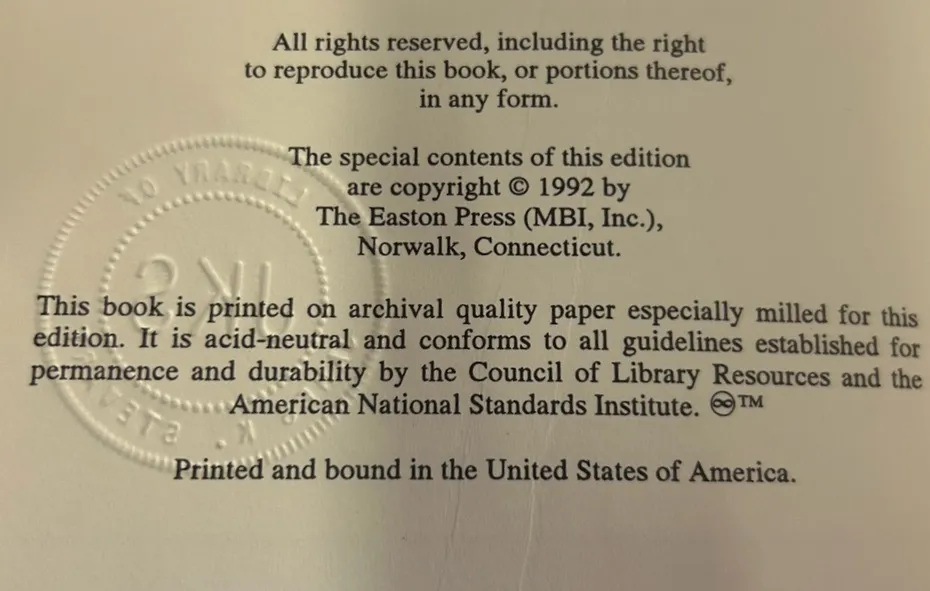 All rights reserved, including the right
to reproduce this book, or portions thereof,
in any form.
The special contents of this edition
are copyright © 1992 by
The Easton Press (MBI, Inc.),
Norwalk, Connecticut.
This book is printed on archival quality paper especially milled for this
edition. It is acid-neutral and conforms to all guidelines established for
permanence and durability by the Council of Library Resources and the
American National Standards Institute. ♾™
Printed and bound in the United States of America.
LIBRARY OF